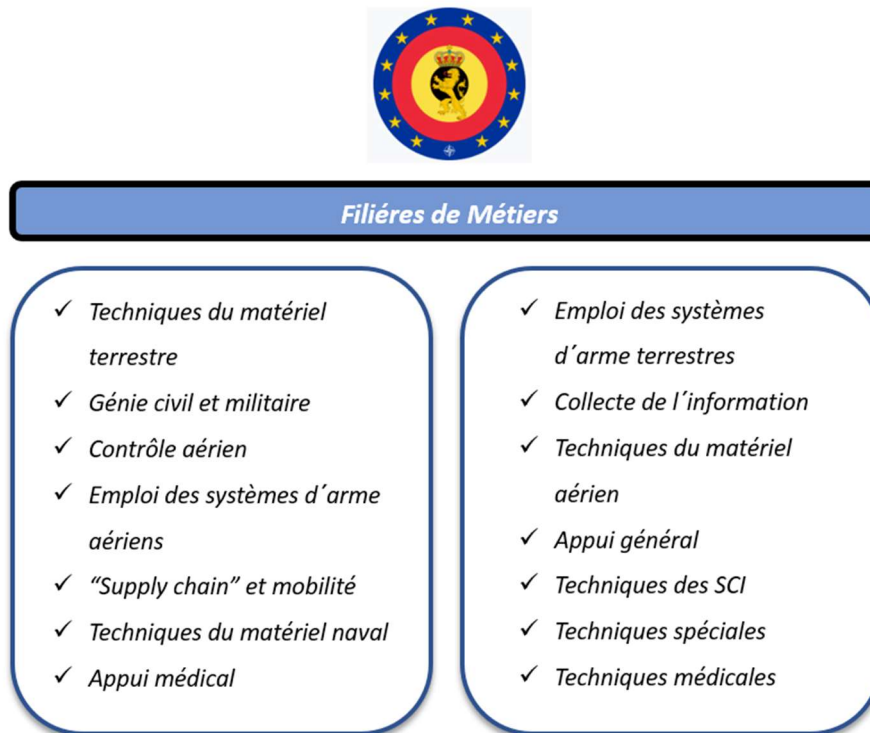 Filiéres de Métiers
Techniques du matériel
terrestre
Génie civil et militaire
Contrôle aérien
Emploi des systèmes d´arme
aériens
“Supply chain” et mobilité
Techniques du matériel naval
Appui médical
Emploi des systèmes
d´arme terrestres
Collecte de l´information
Techniques du matériel
aérien
Appui général
Techniques des SCI
Techniques spéciales
Techniques médicales